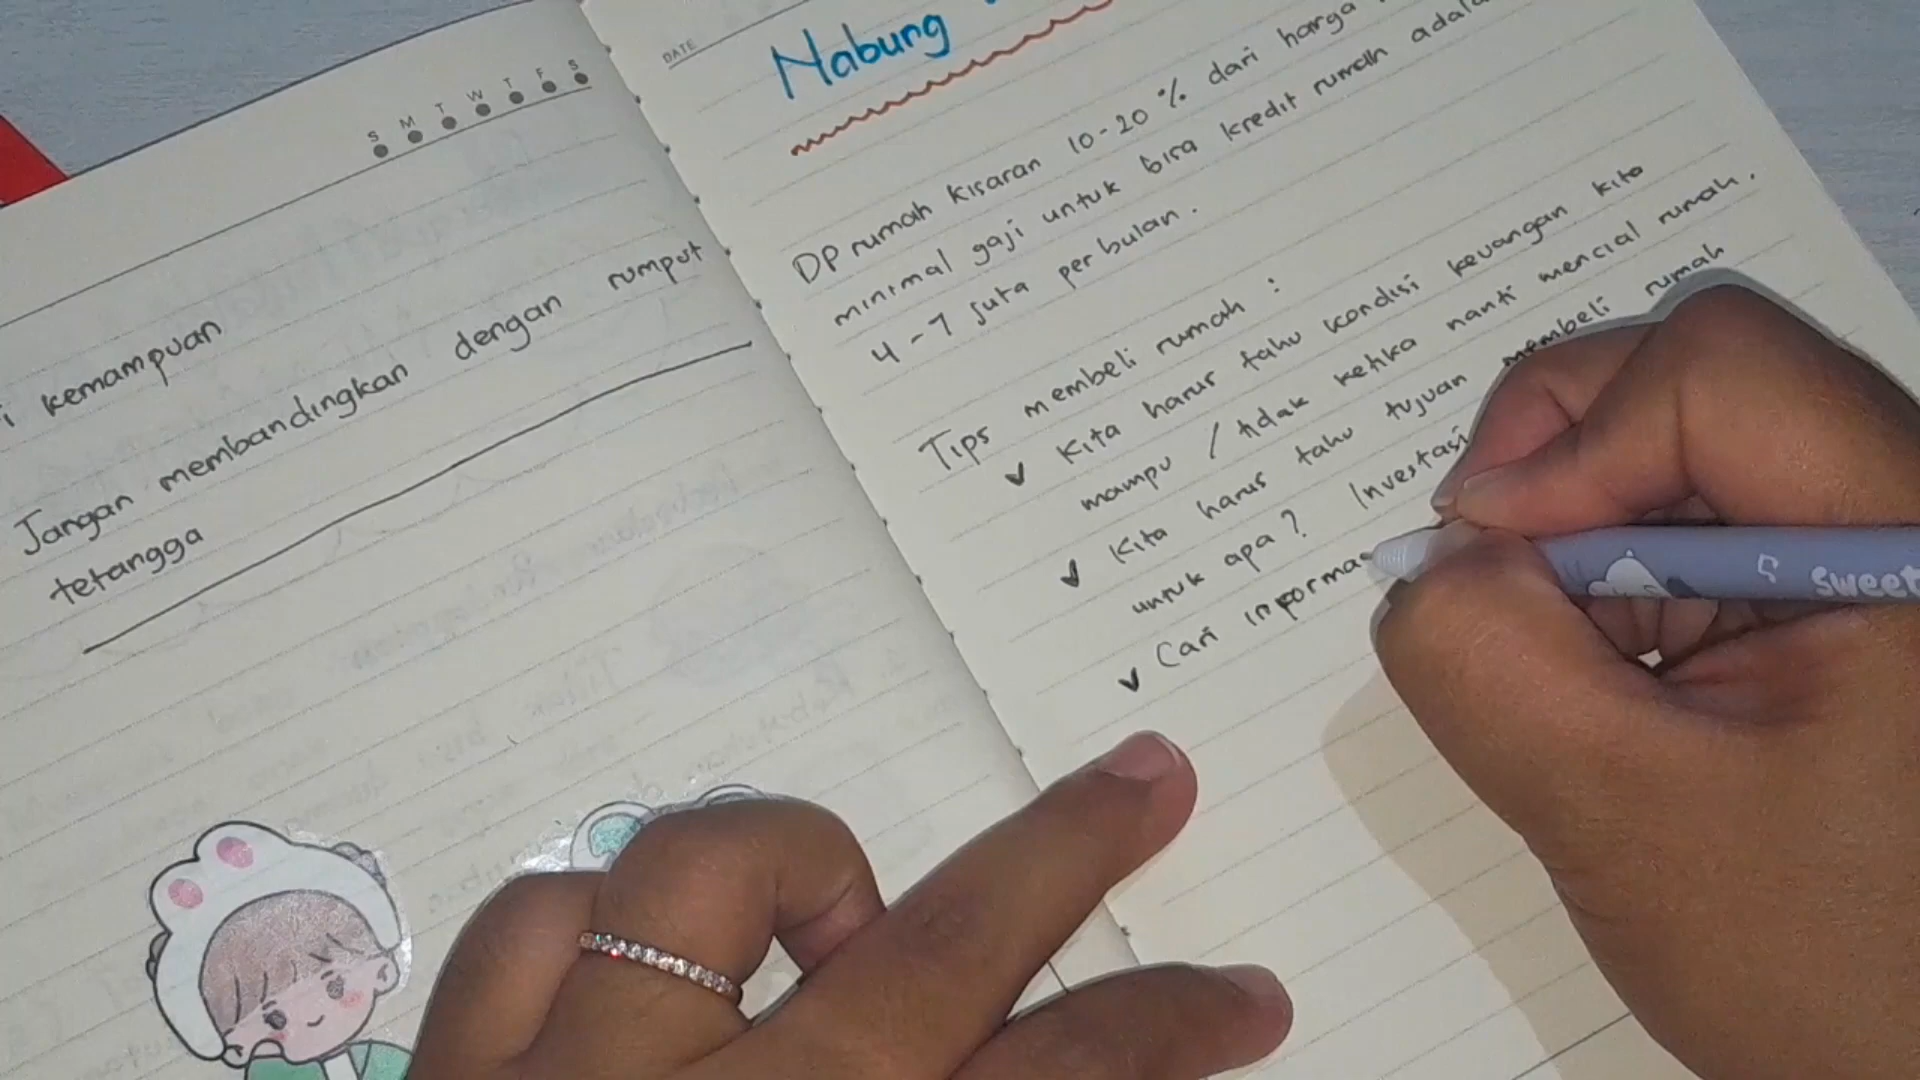 S M T W T F S
i kemampuan
Jangan membandingkan dengan rumput
tetangga
DATE
Nabung
DP rumah kisaran 10-20% dari harga
minimal gaji untuk bisa kredit rumah adala
4-7 juta per bulan.
Tips membeli rumah :
✓ Kita harus tahu kondisi keuangan kita
mampu / tidak ketika nanti mencial rumah.
✓ Kita harus tahu tujuan membeli rumah
untuk apa? Investasi
✓ Cari informas
sweet